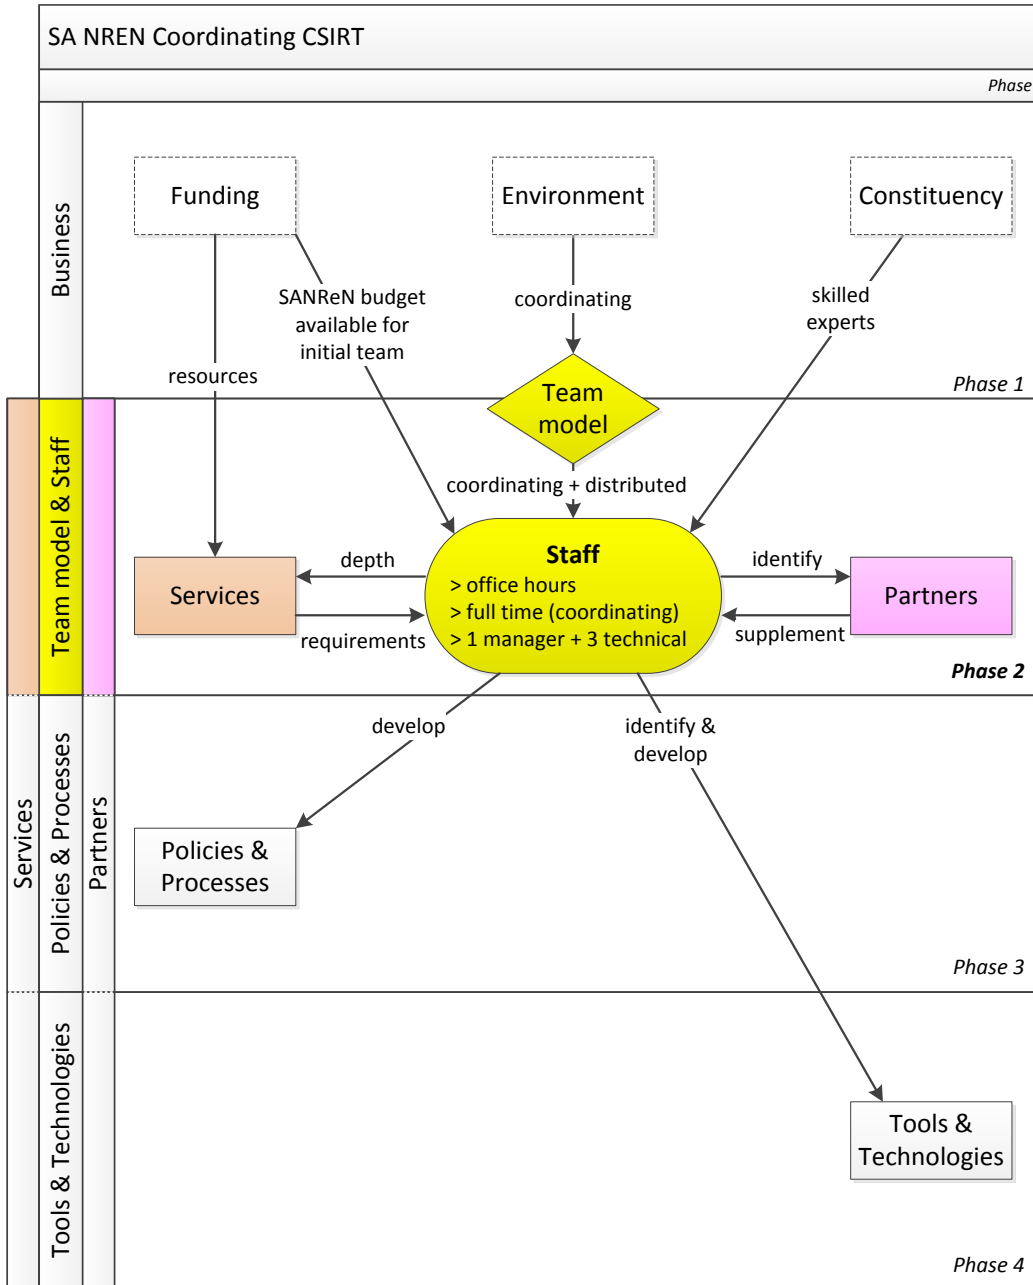 SA NREN Coordinating CSIRT
Phase
Business
Funding
Environment
Constituency
SANReN budget
available for
initial team
coordinating
skilled
experts
resources
Phase 1
Team
model
Team model & Staff
coordinating + distributed
Staff
> office hours
> full time (coordinating)
> 1 manager + 3 technical
depth
identify
Services
Partners
requirements
supplement
Phase 2
develop
identify &
develop
Services
Policies & Processes
Partners
Policies &
Processes
Phase 3
Tools & Technologies
Tools &
Technologies
Phase 4